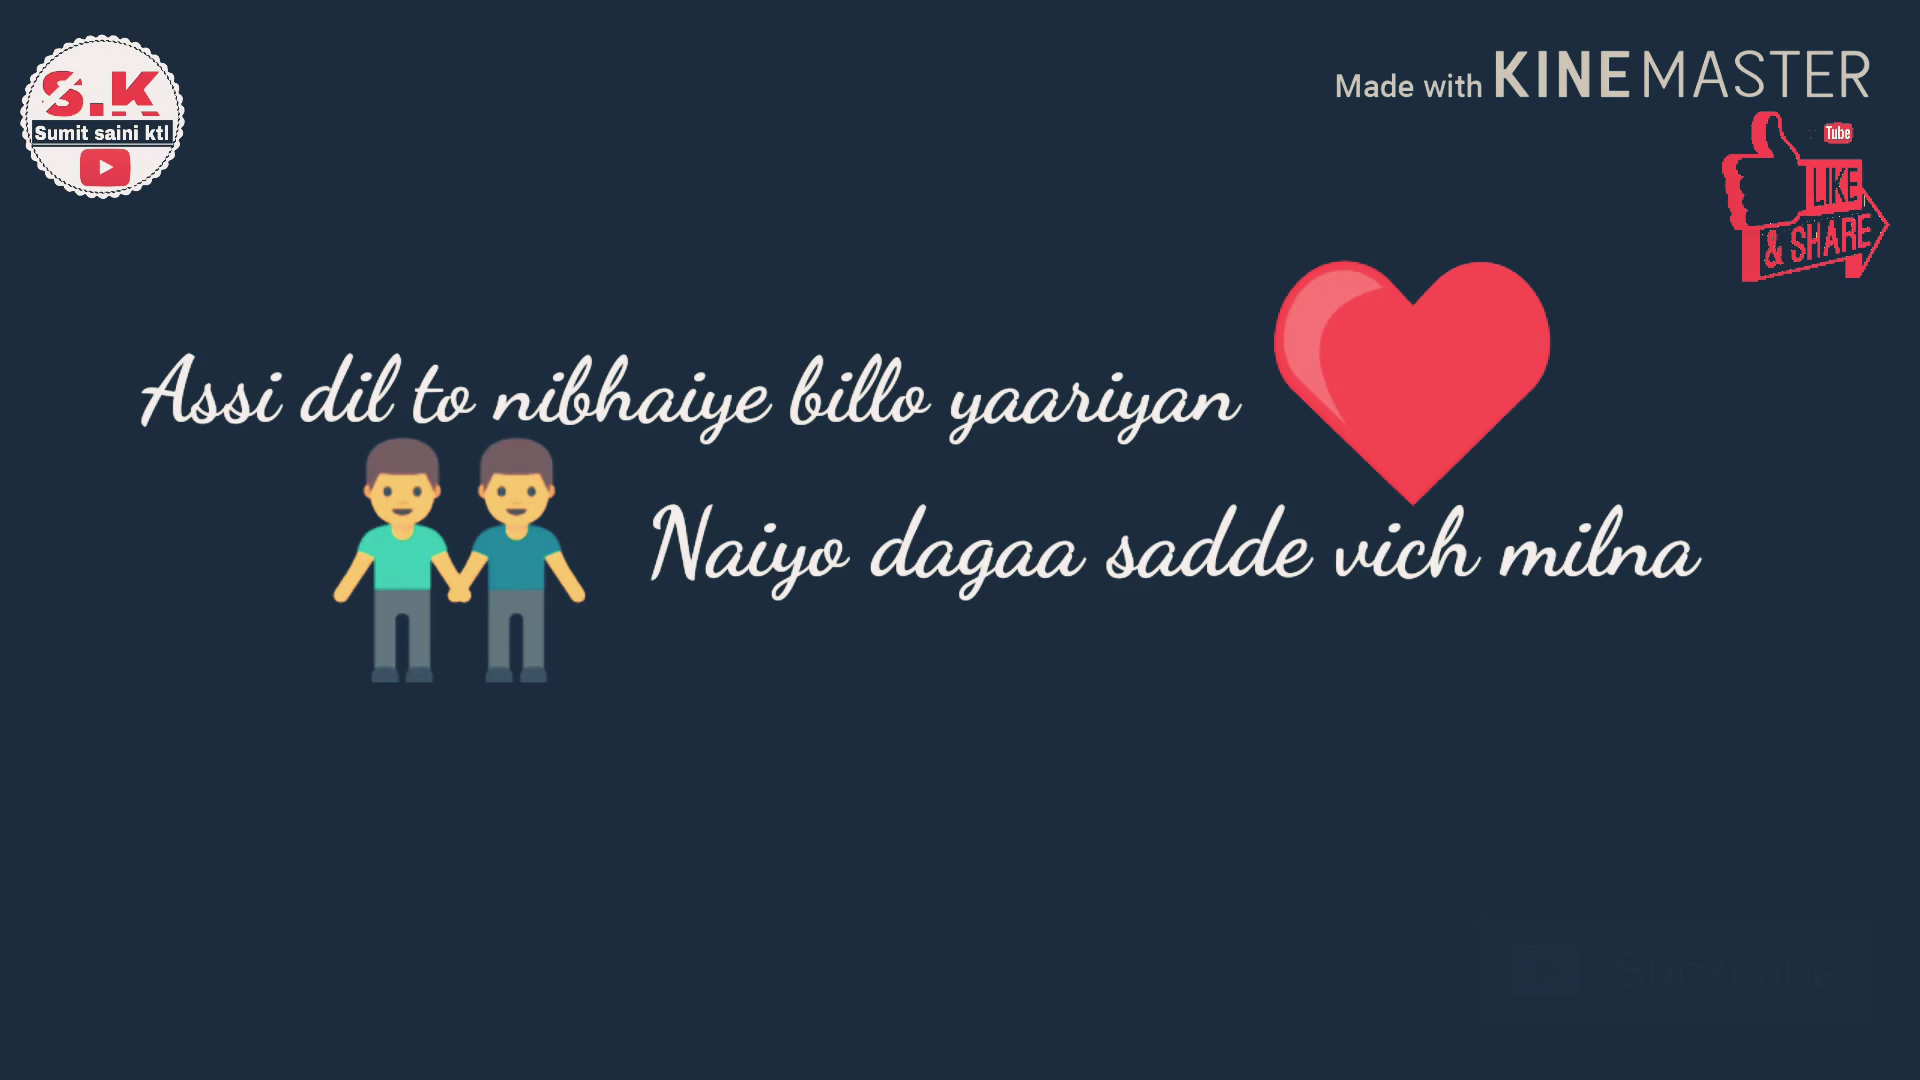 S.K
Sumit saini ktl
Made with KINEMASTER
Tube
LIKE
& SHARE
Assi dil to nibhaiye billo yaariyan
Naiyo dagaa sadde vich milna
Subscribe